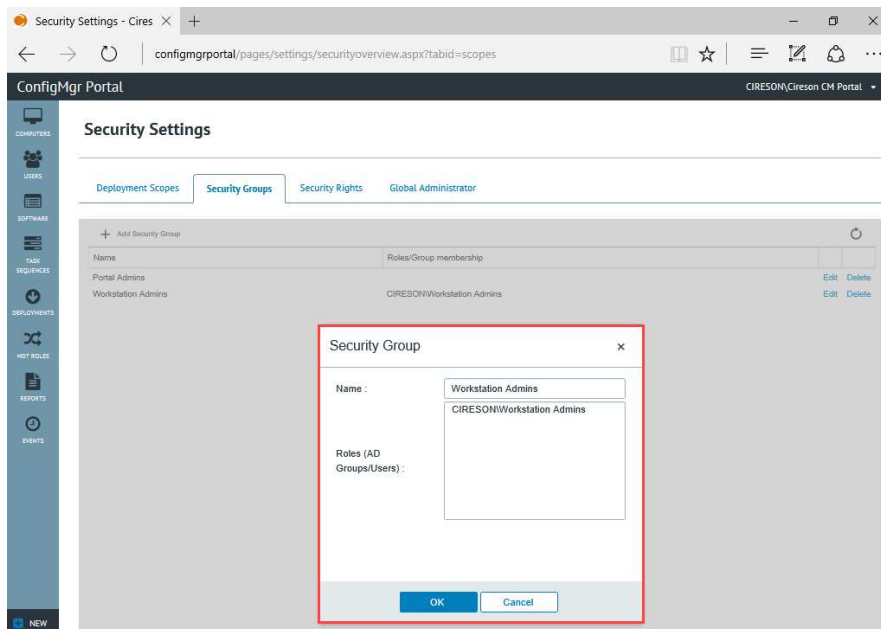 Security Settings - Cires
configmgrportal/pages/settings/securityoverview.aspx?tabid=scopes
ConfigMgr Portal
CIRESON\Cireson CM Portal
COMPUTERS
USERS
SOFTWARE
TASK
SEQUENCES
DEPLOYMENTS
MDT ROLES
REPORTS
EVENTS
NEW
Security Settings
Deployment Scopes Security Groups Security Rights Global Administrator
Add Security Group
Name Roles/Group membership
Portal Admins Edit Delete
Workstation Admins CIRESON\Workstation Admins Edit Delete
Security Group
Name : Workstation Admins
CIRESON\Workstation Admins
Roles (AD
Groups/Users) :
OK Cancel